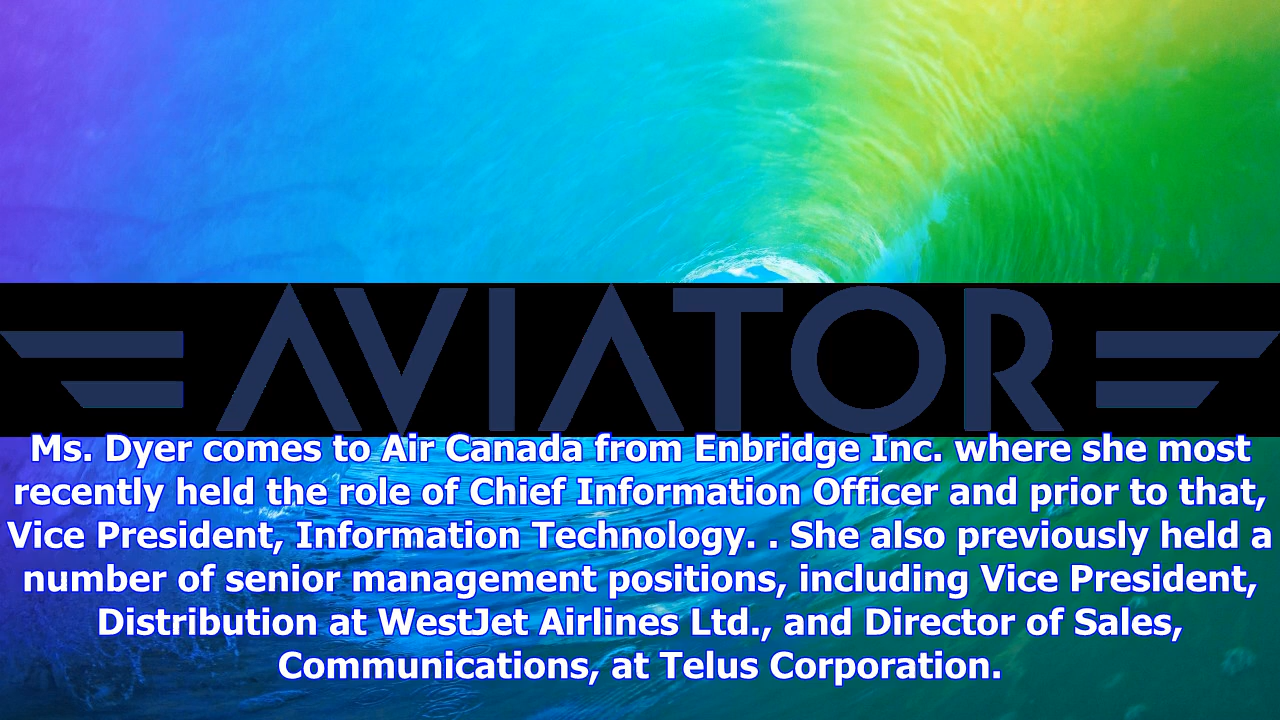 AVIATOR
Ms. Dyer comes to Air Canada from Enbridge Inc. where she most
recently held the role of Chief Information Officer and prior to that,
Vice President, Information Technology. . She also previously held a
number of senior management positions, including Vice President,
Distribution at WestJet Airlines Ltd., and Director of Sales,
Communications, at Telus Corporation.